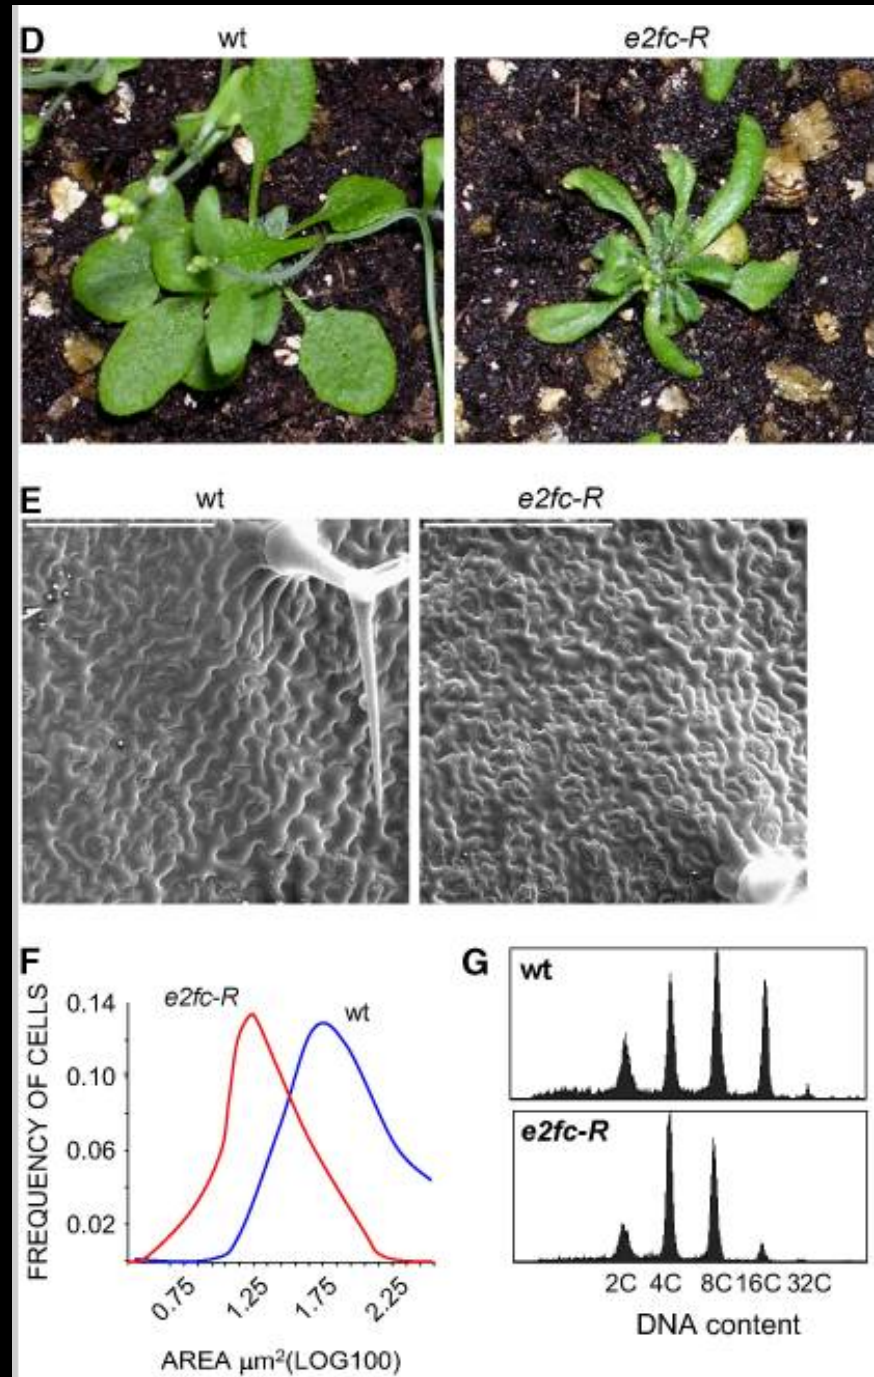 D
wt
e2fc-R
E
wt
e2fc-R
F
FREQUENCY OF CELLS
0.14
0.10
0.06
0.02
e2fc-R
wt
0.75
1.25
1.75
2.25
AREA μm²(LOG100)
G
wt
e2fc-R
2C 4C 8C 16C 32C
DNA content